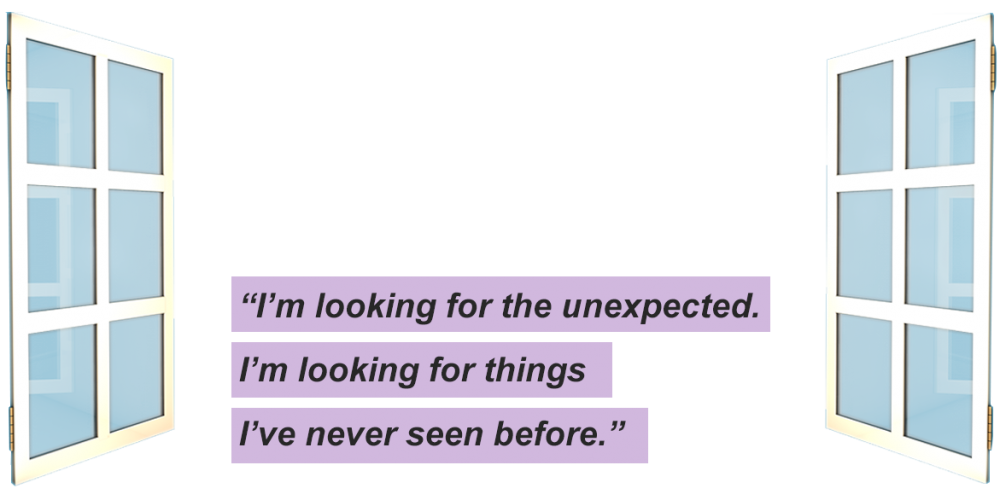 “I’m looking for the unexpected.
I’m looking for things
I’ve never seen before.”